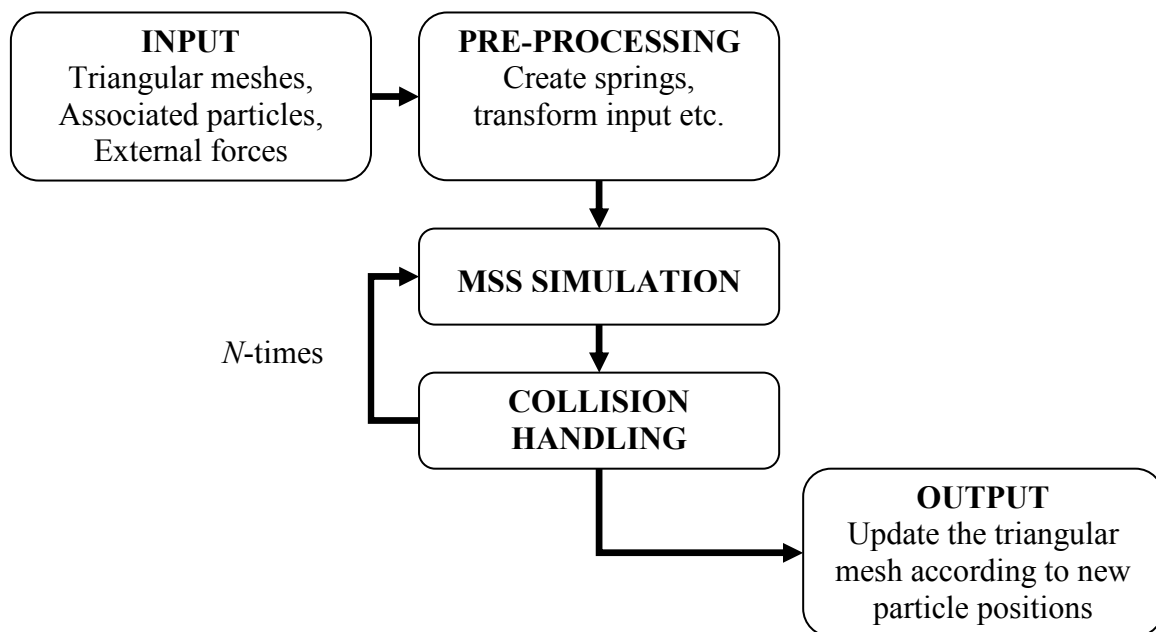 INPUT
Triangular meshes,
Associated particles,
External forces
PRE-PROCESSING
Create springs,
transform input etc.
MSS SIMULATION
N-times
COLLISION
HANDLING
OUTPUT
Update the triangular
mesh according to new
particle positions